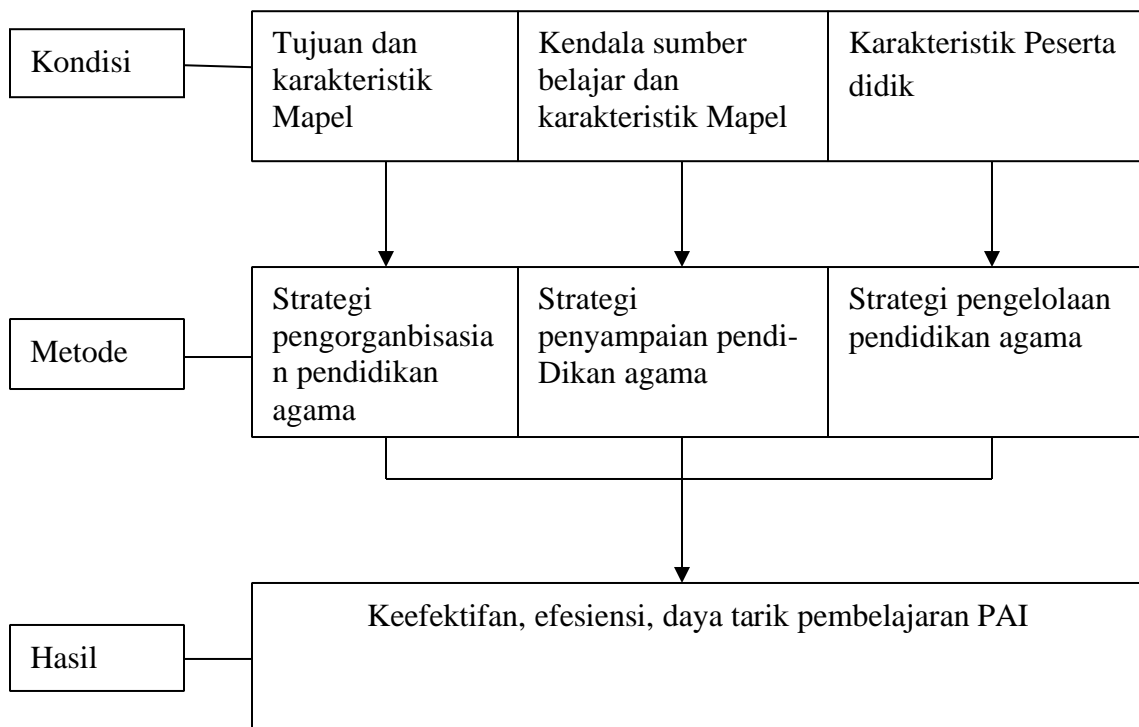 Kondisi
Tujuan dan
karakteristik
Mapel
Kendala sumber
belajar dan
karakteristik Mapel
Karakteristik Peserta
didik
Metode
Strategi
pengorganbisasia
n pendidikan
agama
Strategi
penyampaian pendi-
Dikan agama
Strategi pengelolaan
pendidikan agama
Hasil
Keefektifan, efesiensi, daya tarik pembelajaran PAI